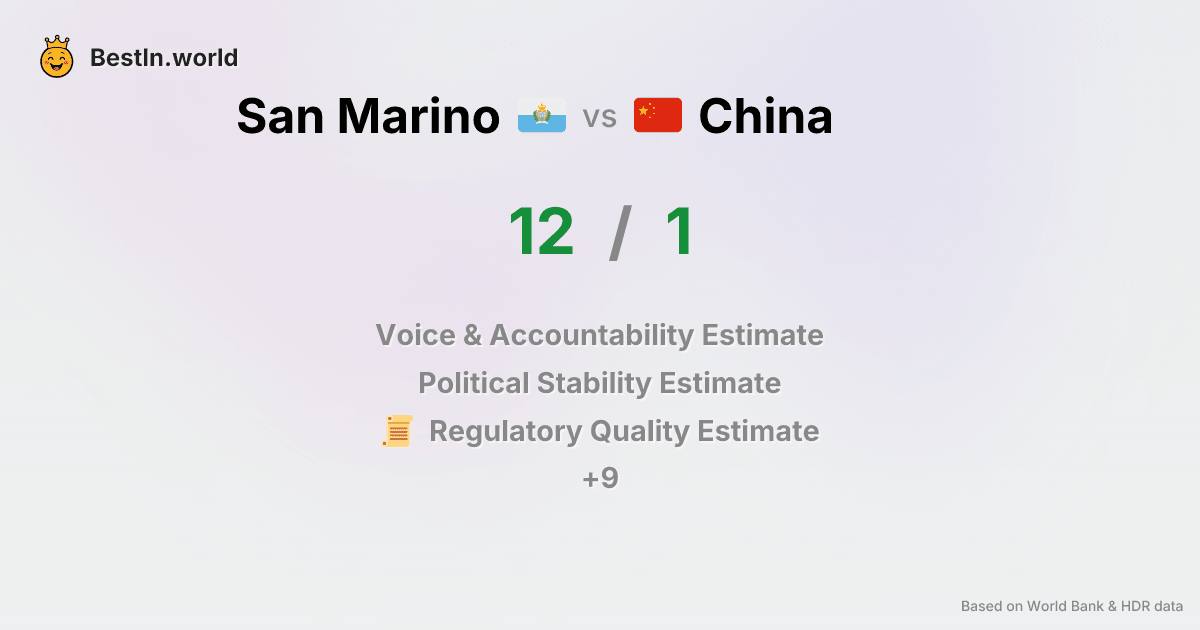 BestIn.world
San Marino vs China
12 / 1
Voice & Accountability Estimate
Political Stability Estimate
Regulatory Quality Estimate
+9
Based on World Bank & HDR data